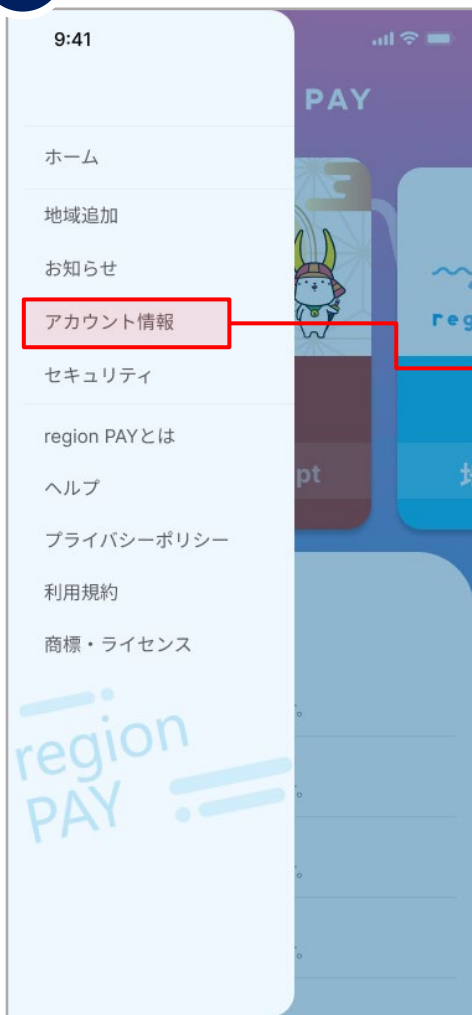 9:41
PAY
ホーム
地域追加
お知らせ
アカウント情報
セキュリティ
region PAYとは
ヘルプ
プライバシーポリシー
利用規約
商標・ライセンス
region
PAY
reg
pt
地
。
。
。
。